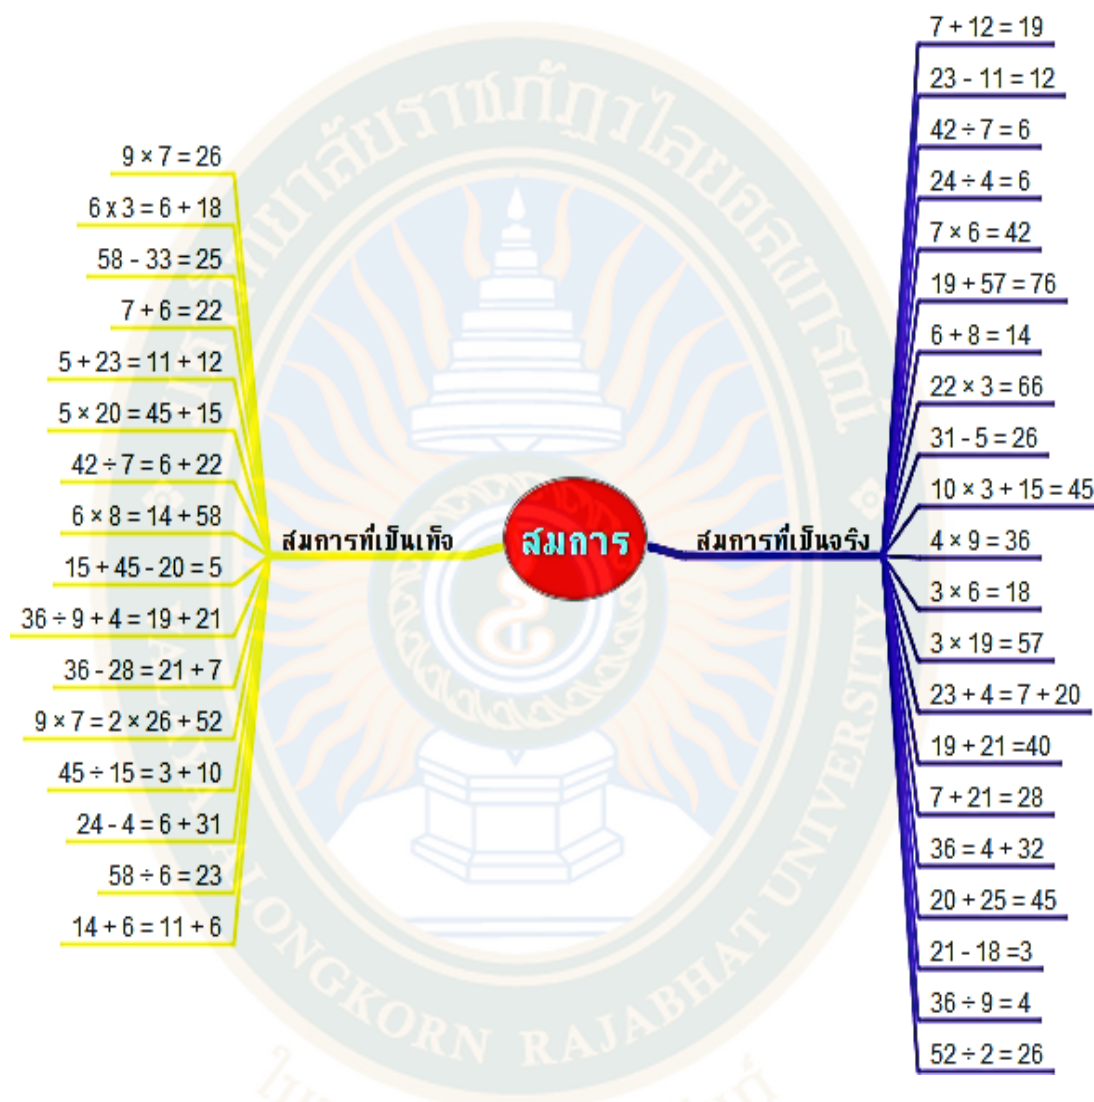 สมการ
สมการที่เป็นเท็จ
9 × 7 = 26
6 x 3 = 6 + 18
58 - 33 = 25
7 + 6 = 22
5 + 23 = 11 + 12
5 × 20 = 45 + 15
42 ÷ 7 = 6 + 22
6 × 8 = 14 + 58
15 + 45 - 20 = 5
36 ÷ 9 + 4 = 19 + 21
36 - 28 = 21 + 7
9 × 7 = 2 × 26 + 52
45 ÷ 15 = 3 + 10
24 - 4 = 6 + 31
58 ÷ 6 = 23
14 + 6 = 11 + 6
สมการที่เป็นจริง
7 + 12 = 19
23 - 11 = 12
42 ÷ 7 = 6
24 ÷ 4 = 6
7 × 6 = 42
19 + 57 = 76
6 + 8 = 14
22 × 3 = 66
31 - 5 = 26
10 × 3 + 15 = 45
4 × 9 = 36
3 × 6 = 18
3 × 19 = 57
23 + 4 = 7 + 20
19 + 21 =40
7 + 21 = 28
36 = 4 + 32
20 + 25 = 45
21 - 18 =3
36 ÷ 9 = 4
52 ÷ 2 = 26
ALONGKORN RAJABHAT UNIVERSITY